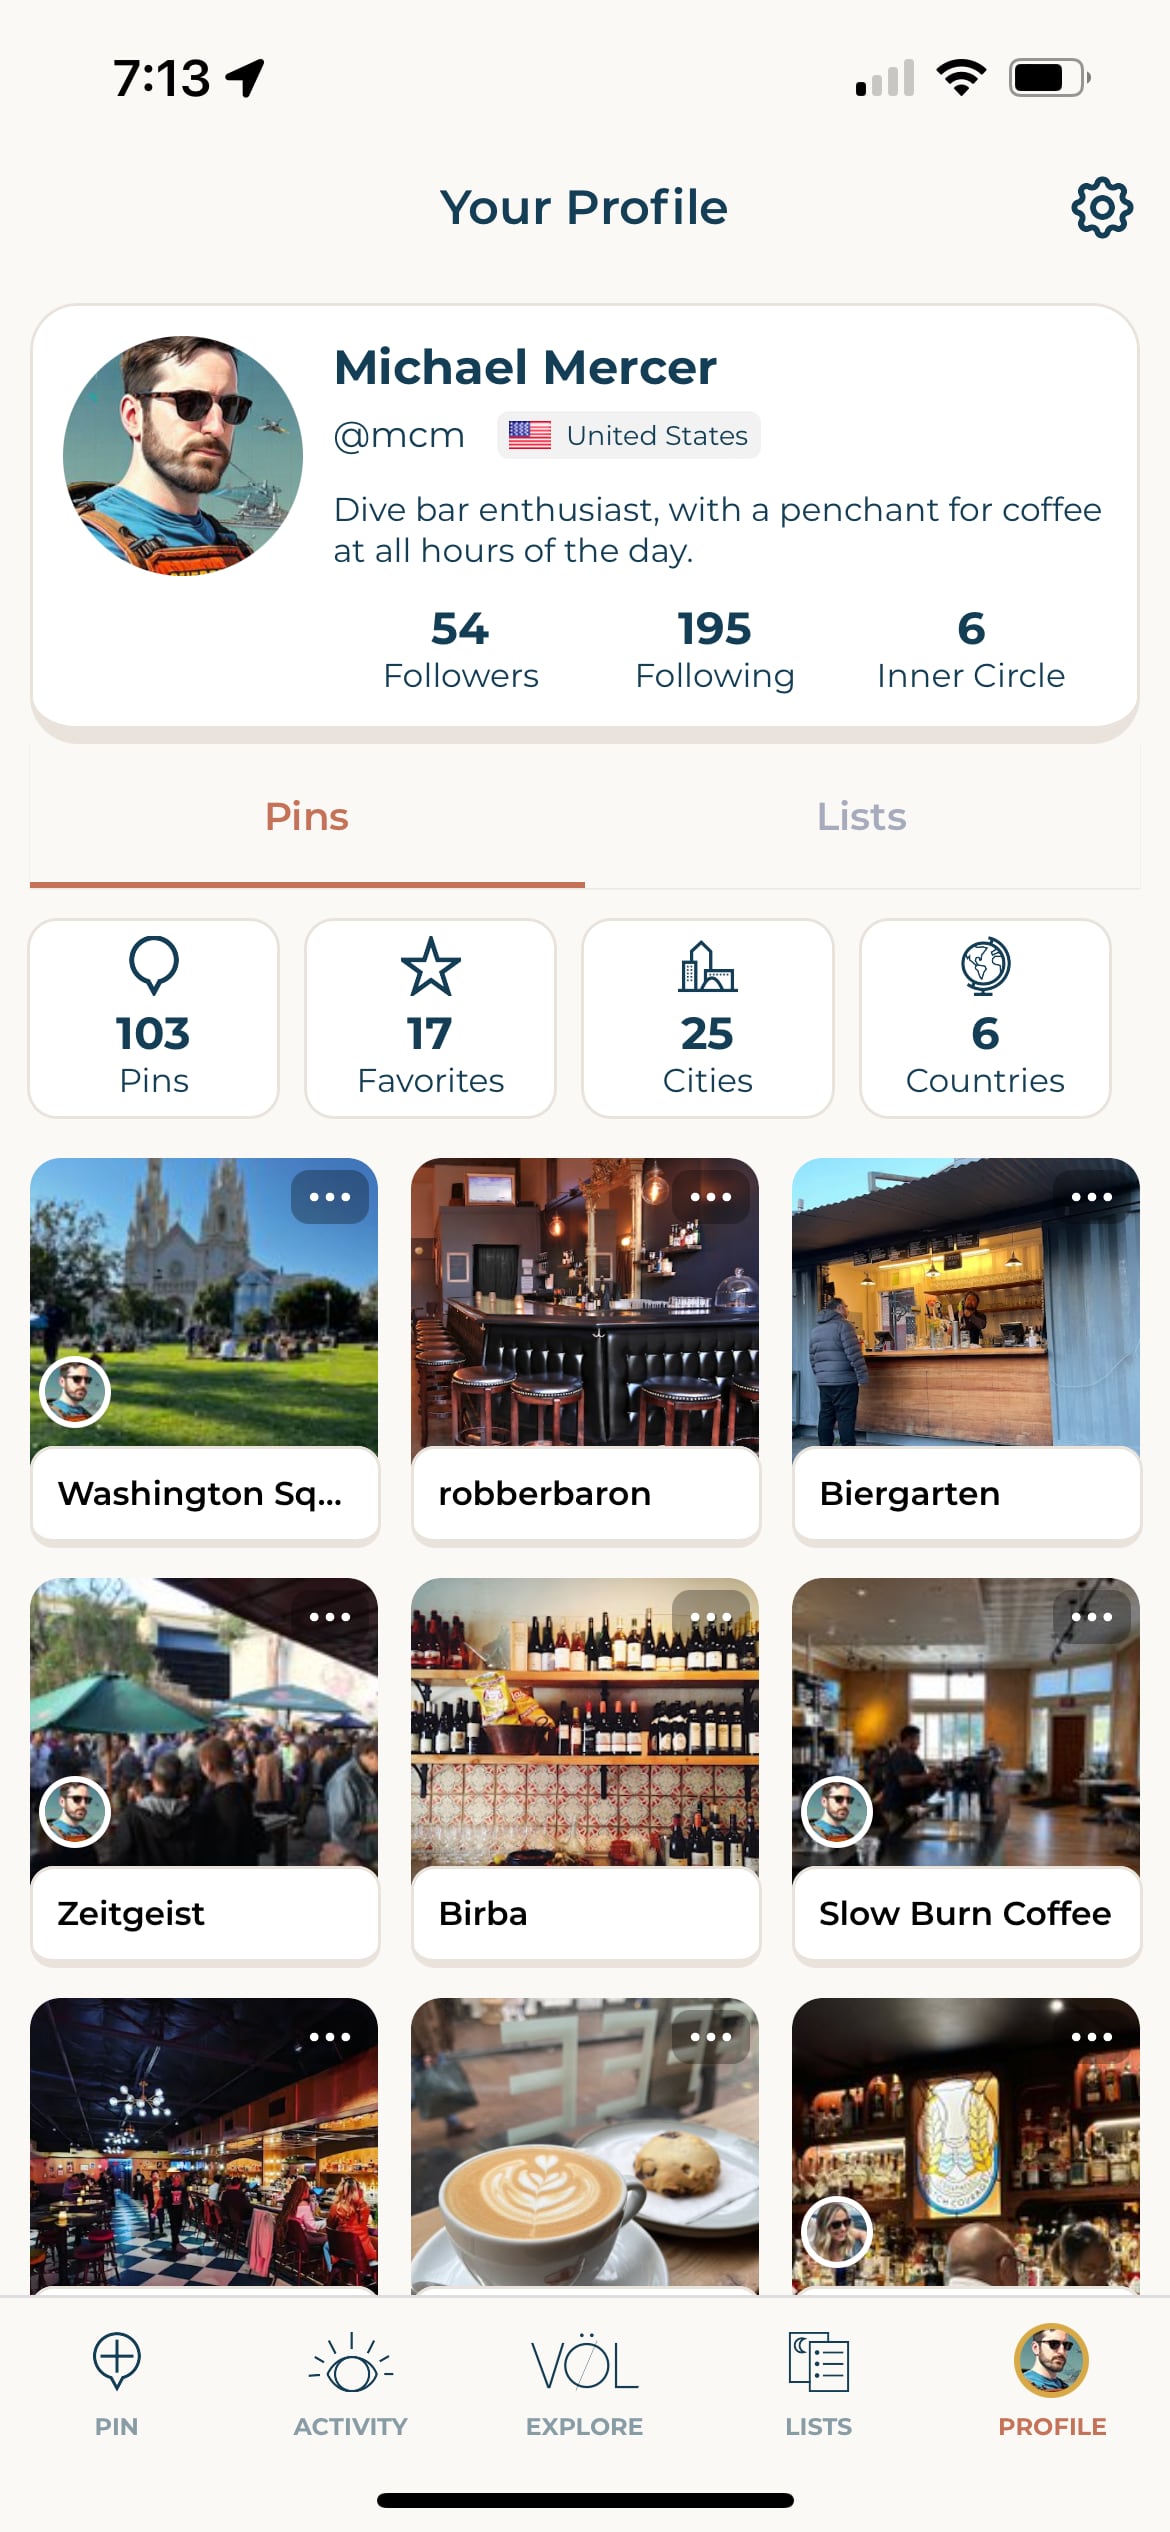 7:13
Your Profile
Michael Mercer
@mcm
United States
Dive bar enthusiast, with a penchant for coffee
at all hours of the day.
54
Followers
195
Following
6
Inner Circle
Pins
Lists
103
Pins
17
Favorites
25
Cities
6
Countries
Washington Sq...
robberbaron
Biergarten
Zeitgeist
Birba
Slow Burn Coffee
PIN
ACTIVITY
VÖL
EXPLORE
LISTS
PROFILE